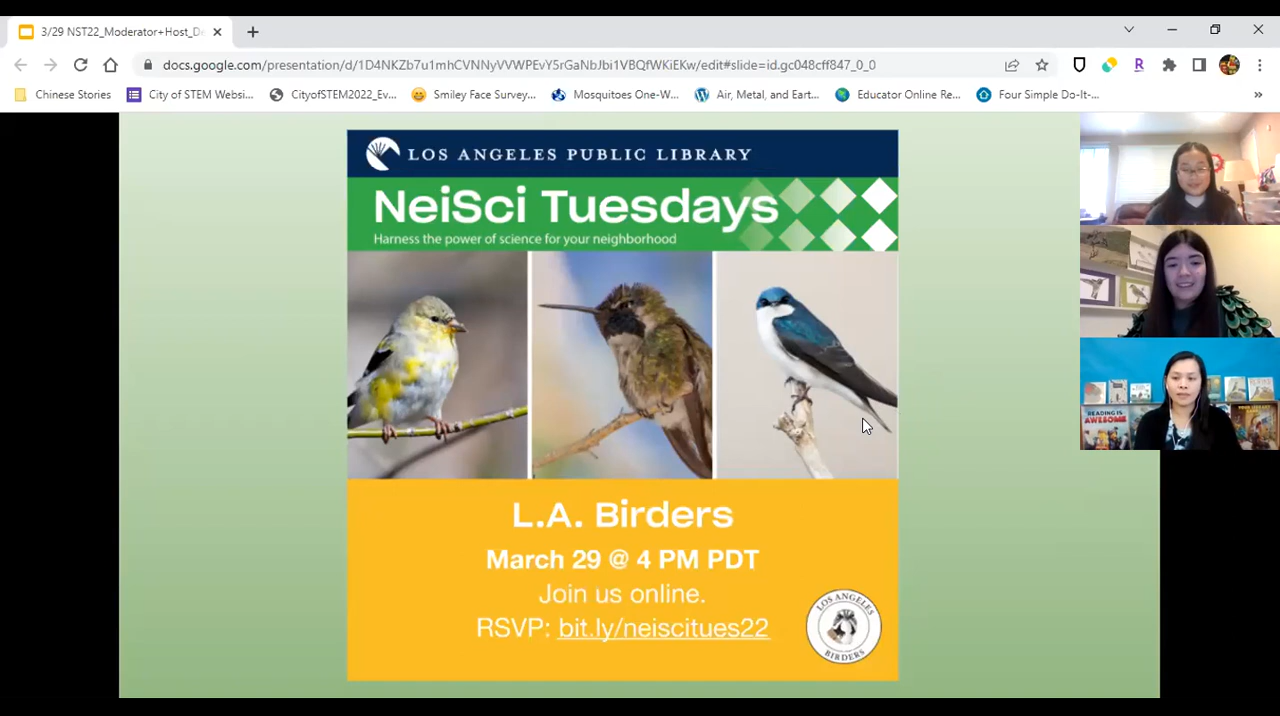 3/29 NST22_Moderator+Host_De
docs.google.com/presentation/d/1D4NKZb7u1mhCVNNyVVWPEvY5rGaNbJbi1VBQfWKiEKw/edit#slide=id.gc048cff847_0_0
Chinese Stories
City of STEM Websi...
CityofSTEM2022_Ev...
Smiley Face Survey...
Mosquitoes One-W...
Air, Metal, and Eart...
Educator Online Re...
Four Simple Do-It-...
LOS ANGELES PUBLIC LIBRARY
NeiSci Tuesdays
Harness the power of science for your neighborhood
L.A. Birders
March 29 @ 4 PM PDT
Join us online.
RSVP: bit.ly/neiscitues22
LOS ANGELES
BIRDERS
READING IS
AWESOME